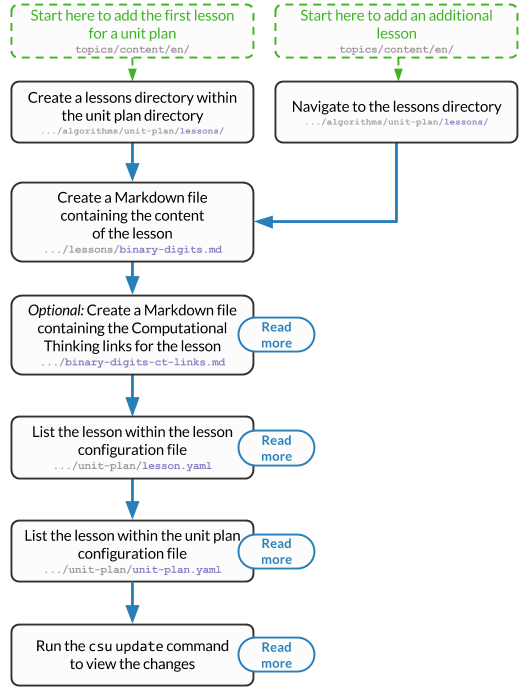 Start here to add the first lesson
for a unit plan
topics/content/en/
Start here to add an additional
lesson
topics/content/en/
Create a lessons directory within
the unit plan directory
.../algorithms/unit-plan/lessons/
Navigate to the lessons directory
.../algorithms/unit-plan/lessons/
Create a Markdown file
containing the content
of the lesson
.../lessons/binary-digits.md
Optional: Create a Markdown file
containing the Computational
Thinking links for the lesson
.../binary-digits-ct-links.md
Read
more
List the lesson within the lesson
configuration file
.../unit-plan/lesson.yaml
Read
more
List the lesson within the unit plan
configuration file
.../unit-plan/unit-plan.yaml
Read
more
Run the csu update command
to view the changes
Read
more